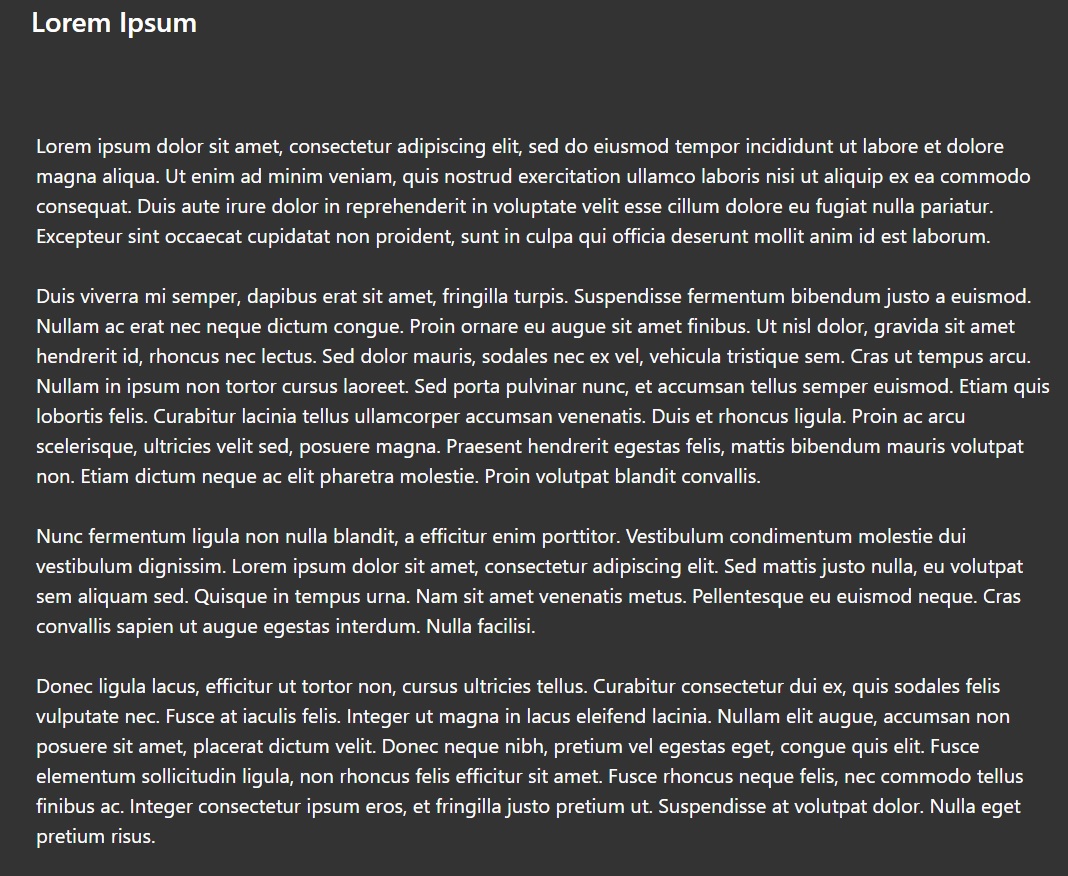 Lorem Ipsum
Lorem ipsum dolor sit amet, consectetur adipiscing elit, sed do eiusmod tempor incididunt ut labore et dolore
magna aliqua. Ut enim ad minim veniam, quis nostrud exercitation ullamco laboris nisi ut aliquip ex ea commodo
consequat. Duis aute irure dolor in reprehenderit in voluptate velit esse cillum dolore eu fugiat nulla pariatur.
Excepteur sint occaecat cupidatat non proident, sunt in culpa qui officia deserunt mollit anim id est laborum.
Duis viverra mi semper, dapibus erat sit amet, fringilla turpis. Suspendisse fermentum bibendum justo a euismod.
Nullam ac erat nec neque dictum congue. Proin ornare eu augue sit amet finibus. Ut nisl dolor, gravida sit amet
hendrerit id, rhoncus nec lectus. Sed dolor mauris, sodales nec ex vel, vehicula tristique sem. Cras ut tempus arcu.
Nullam in ipsum non tortor cursus laoreet. Sed porta pulvinar nunc, et accumsan tellus semper euismod. Etiam quis
lobortis felis. Curabitur lacinia tellus ullamcorper accumsan venenatis. Duis et rhoncus ligula. Proin ac arcu
scelerisque, ultricies velit sed, posuere magna. Praesent hendrerit egestas felis, mattis bibendum mauris volutpat
non. Etiam dictum neque ac elit pharetra molestie. Proin volutpat blandit convallis.
Nunc fermentum ligula non nulla blandit, a efficitur enim porttitor. Vestibulum condimentum molestie dui
vestibulum dignissim. Lorem ipsum dolor sit amet, consectetur adipiscing elit. Sed mattis justo nulla, eu volutpat
sem aliquam sed. Quisque in tempus urna. Nam sit amet venenatis metus. Pellentesque eu euismod neque. Cras
convallis sapien ut augue egestas interdum. Nulla facilisi.
Donec ligula lacus, efficitur ut tortor non, cursus ultricies tellus. Curabitur consectetur dui ex, quis sodales felis
vulputate nec. Fusce at iaculis felis. Integer ut magna in lacus eleifend lacinia. Nullam elit augue, accumsan non
posuere sit amet, placerat dictum velit. Donec neque nibh, pretium vel egestas eget, congue quis elit. Fusce
elementum sollicitudin ligula, non rhoncus felis efficitur sit amet. Fusce rhoncus neque felis, nec commodo tellus
finibus ac. Integer consectetur ipsum eros, et fringilla justo pretium ut. Suspendisse at volutpat dolor. Nulla eget
pretium risus.